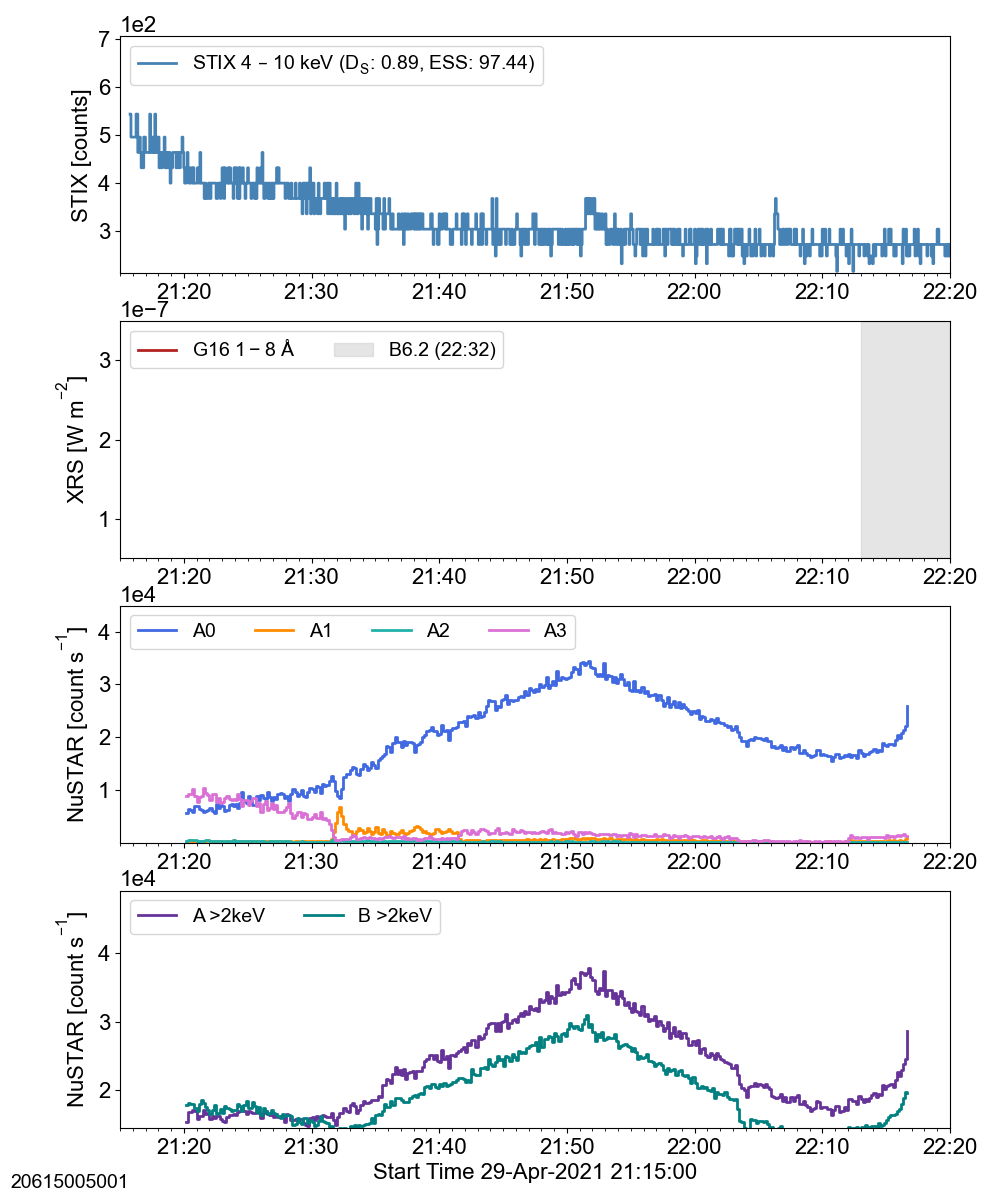 1e2
STIX 4 − 10 keV (D_S: 0.89, ESS: 97.44)
STIX [counts]
7
6
5
4
3
21:20 21:30 21:40 21:50 22:00 22:10 22:20
1e−7
G16 1 − 8 Å B6.2 (22:32)
XRS [W m⁻²]
3
2
1
21:20 21:30 21:40 21:50 22:00 22:10 22:20
1e4
A0 A1 A2 A3
NuSTAR [count s⁻¹]
4
3
2
1
21:20 21:30 21:40 21:50 22:00 22:10 22:20
1e4
A >2keV B >2keV
NuSTAR [count s⁻¹]
4
3
2
21:20 21:30 21:40 21:50 22:00 22:10 22:20
Start Time 29-Apr-2021 21:15:00
20615005001